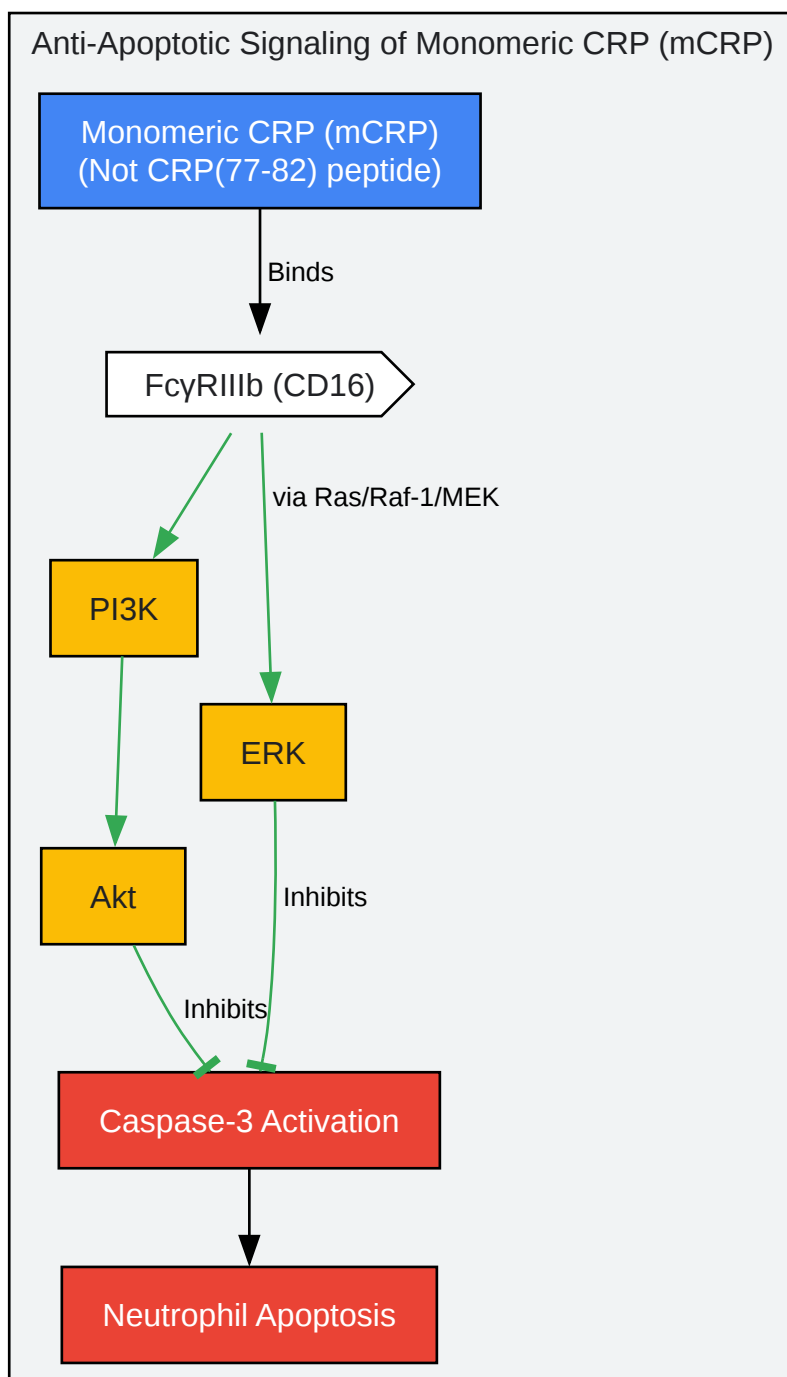 Anti-Apoptotic Signaling of Monomeric CRP (mCRP)
Monomeric CRP (mCRP)
(Not CRP(77-82) peptide)
Binds
FcγRIIIb (CD16)
via Ras/Raf-1/MEK
PI3K
ERK
Akt
Inhibits
Inhibits
Caspase-3 Activation
Neutrophil Apoptosis